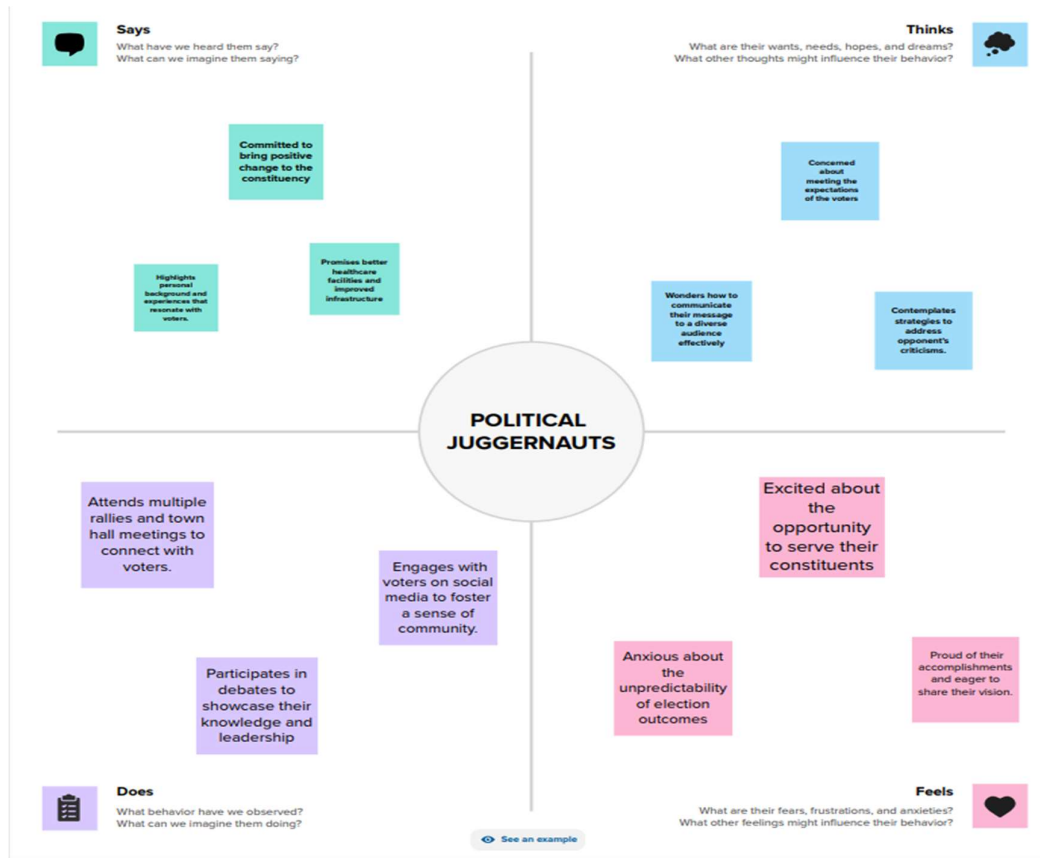 Says
What have we heard them say?
What can we imagine them saying?
Thinks
What are their wants, needs, hopes, and dreams?
What other thoughts might influence their behavior?
Committed to
bring positive
change to the
constituency
Highlights
personal
background and
experiences that
resonate with
voters.
Promises better
healthcare
facilities and
improved
infrastructure
Concerned
about
meeting the
expectations
of the voters
Wonders how to
communicate
their message
to a diverse
audience
effectively
Contemplates
strategies to
address
opponent's
criticisms.
POLITICAL
JUGGERNAUTS
Attends multiple
rallies and town
hall meetings to
connect with
voters.
Engages with
voters on social
media to foster
a sense of
community.
Participates in
debates to
showcase their
knowledge and
leadership
Excited about
the
opportunity
to serve their
constituents
Anxious about
the
unpredictability
of election
outcomes
Proud of their
accomplishments
and eager to
share their vision.
Does
What behavior have we observed?
What can we imagine them doing?
Feels
What are their fears, frustrations, and anxieties?
What other feelings might influence their behavior?
See an example